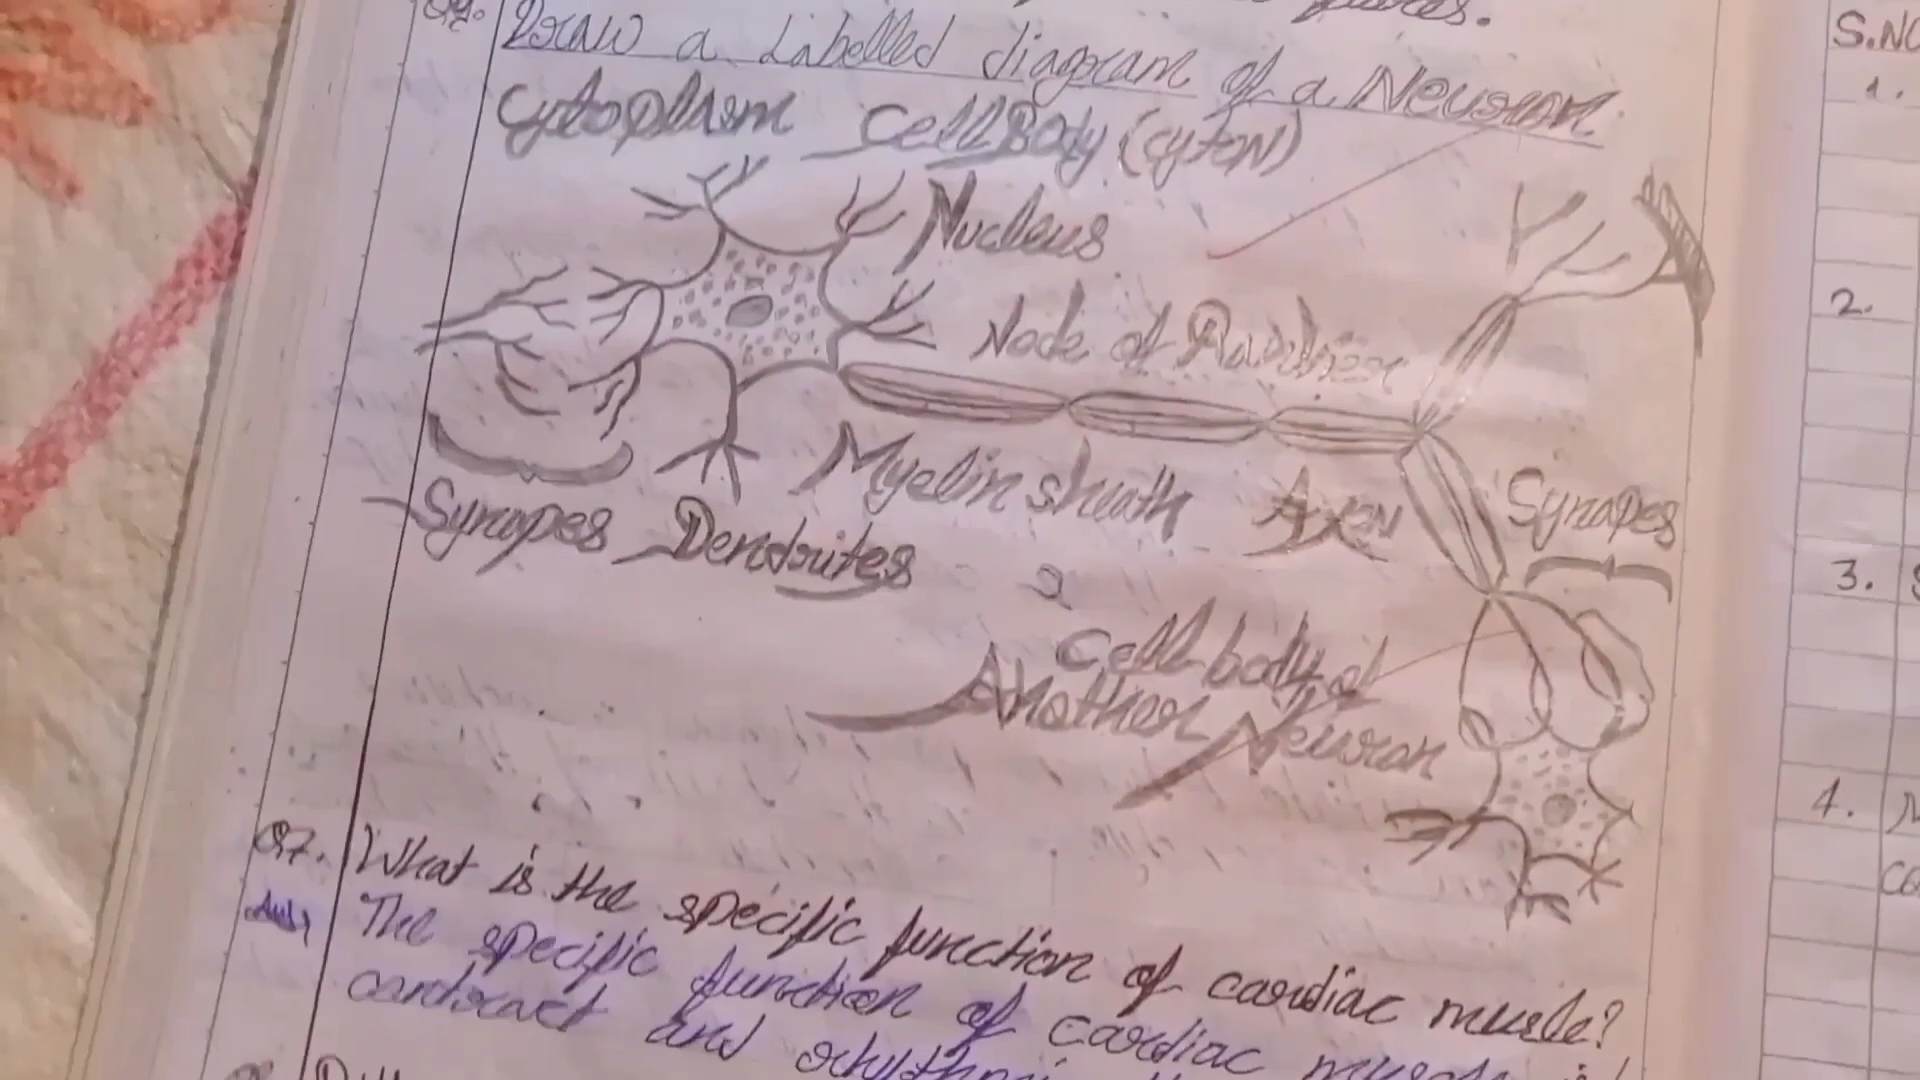 Draw a Labelled diagram of a Neuron.
Cytoplasm Cell Body (cyton)
Nucleus
Node of Ranvier
Myelin sheath Axon
Synapes
Synapes Dendrites
Cell body of
Another Neuron
Q7. What is the specific function of cardiac muscle?
Ans. The specific function of cardiac
contract and
S.No
1.
2.
3.
4.